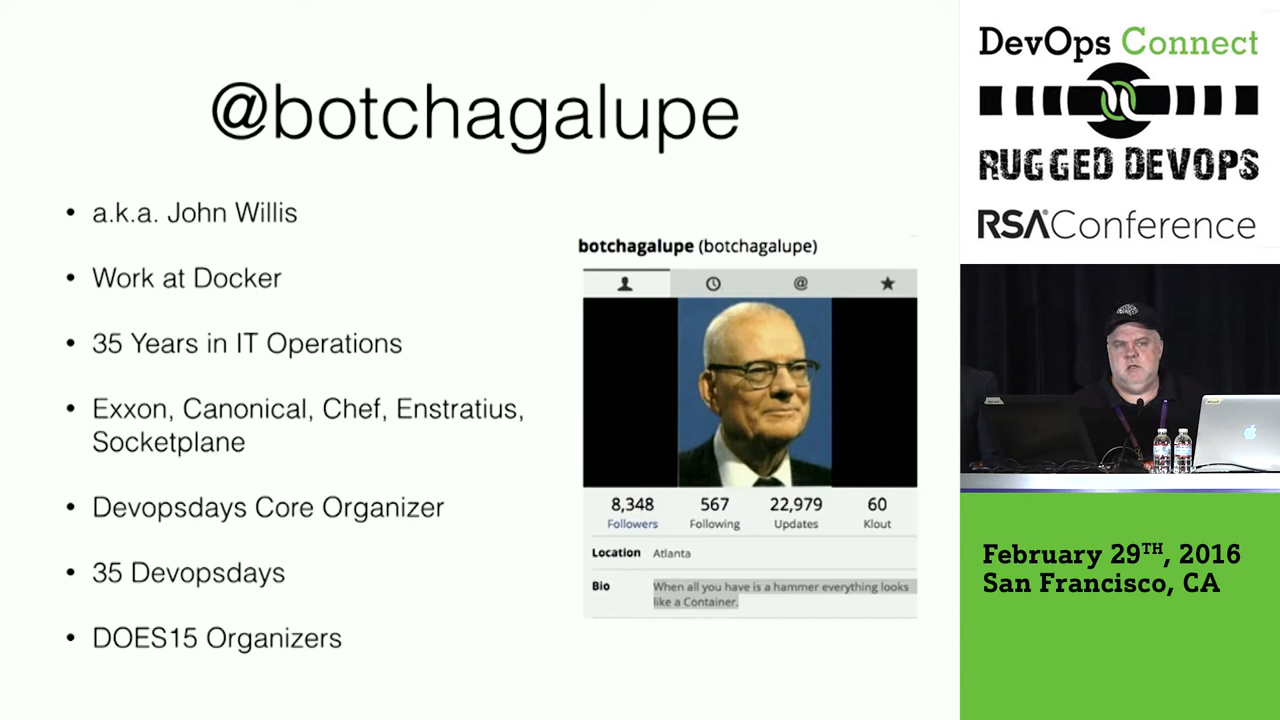 @botchagalupe
• a.k.a. John Willis
• Work at Docker
• 35 Years in IT Operations
• Exxon, Canonical, Chef, Enstratius,
Socketplane
• Devopsdays Core Organizer
• 35 Devopsdays
• DOES15 Organizers
botchagalupe (botchagalupe)
@
8,348 567 22,979 60
Followers Following Updates Klout
Location Atlanta
Bio When all you have is a hammer everything looks
like a Container.
DevOps Connect
RUGGED DEVOPS
RSA®Conference
February 29TH, 2016
San Francisco, CA